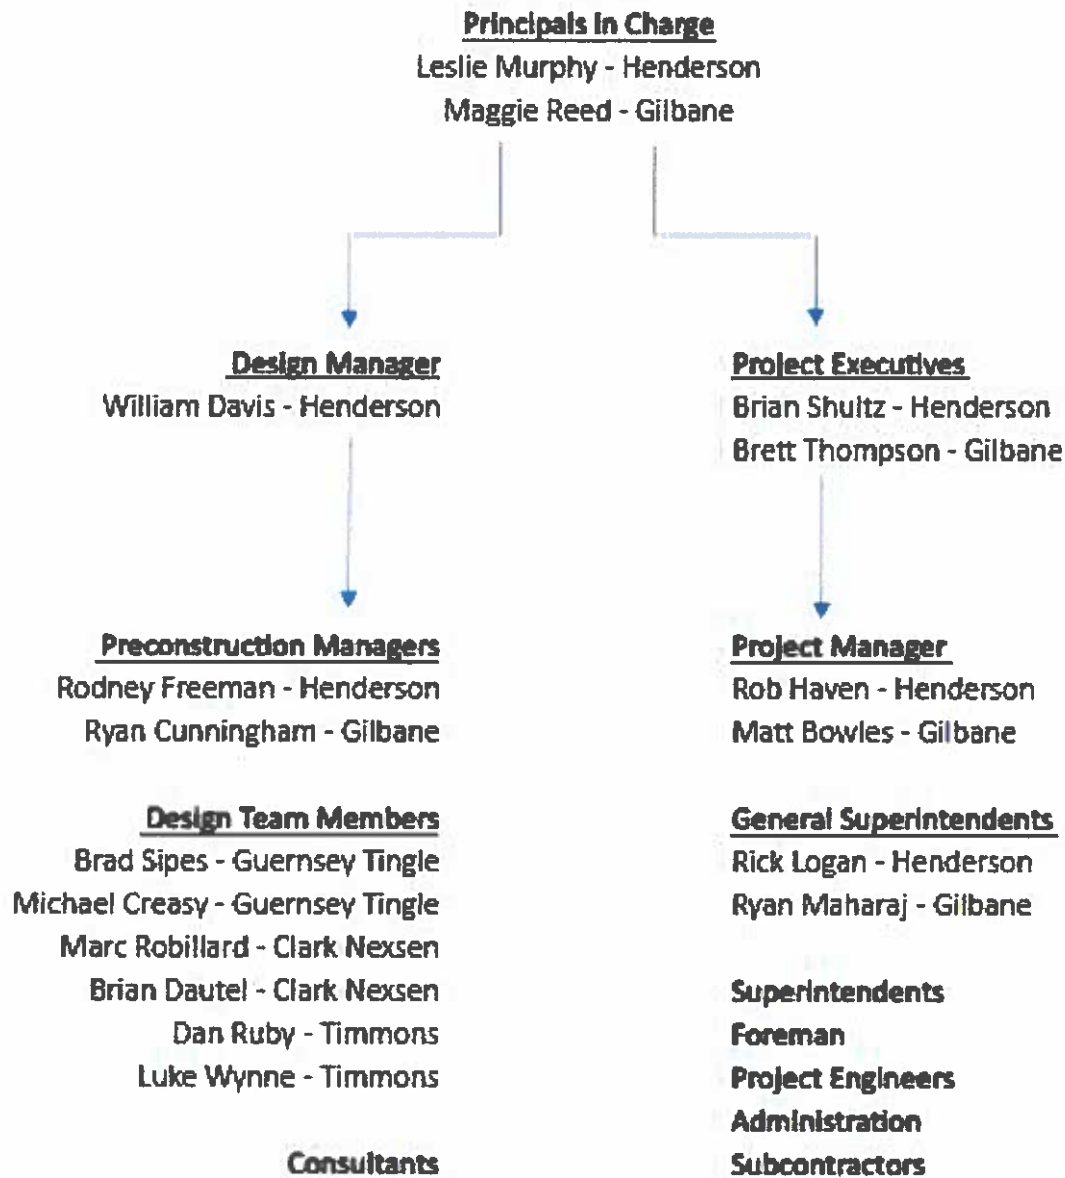 Principals in Charge
Leslie Murphy - Henderson
Maggie Reed - Gilbane
Design Manager
William Davis - Henderson
Project Executives
Brian Shultz - Henderson
Brett Thompson - Gilbane
Preconstruction Managers
Rodney Freeman - Henderson
Ryan Cunningham - Gilbane
Project Manager
Rob Haven - Henderson
Matt Bowles - Gilbane
Design Team Members
Brad Sipes - Guernsey Tingle
Michael Creasy - Guernsey Tingle
Marc Robillard - Clark Nexsen
Brian Dautel - Clark Nexsen
Dan Ruby - Timmons
Luke Wynne - Timmons
Consultants
General Superintendents
Rick Logan - Henderson
Ryan Maharaj - Gilbane
Superintendents
Foreman
Project Engineers
Administration
Subcontractors